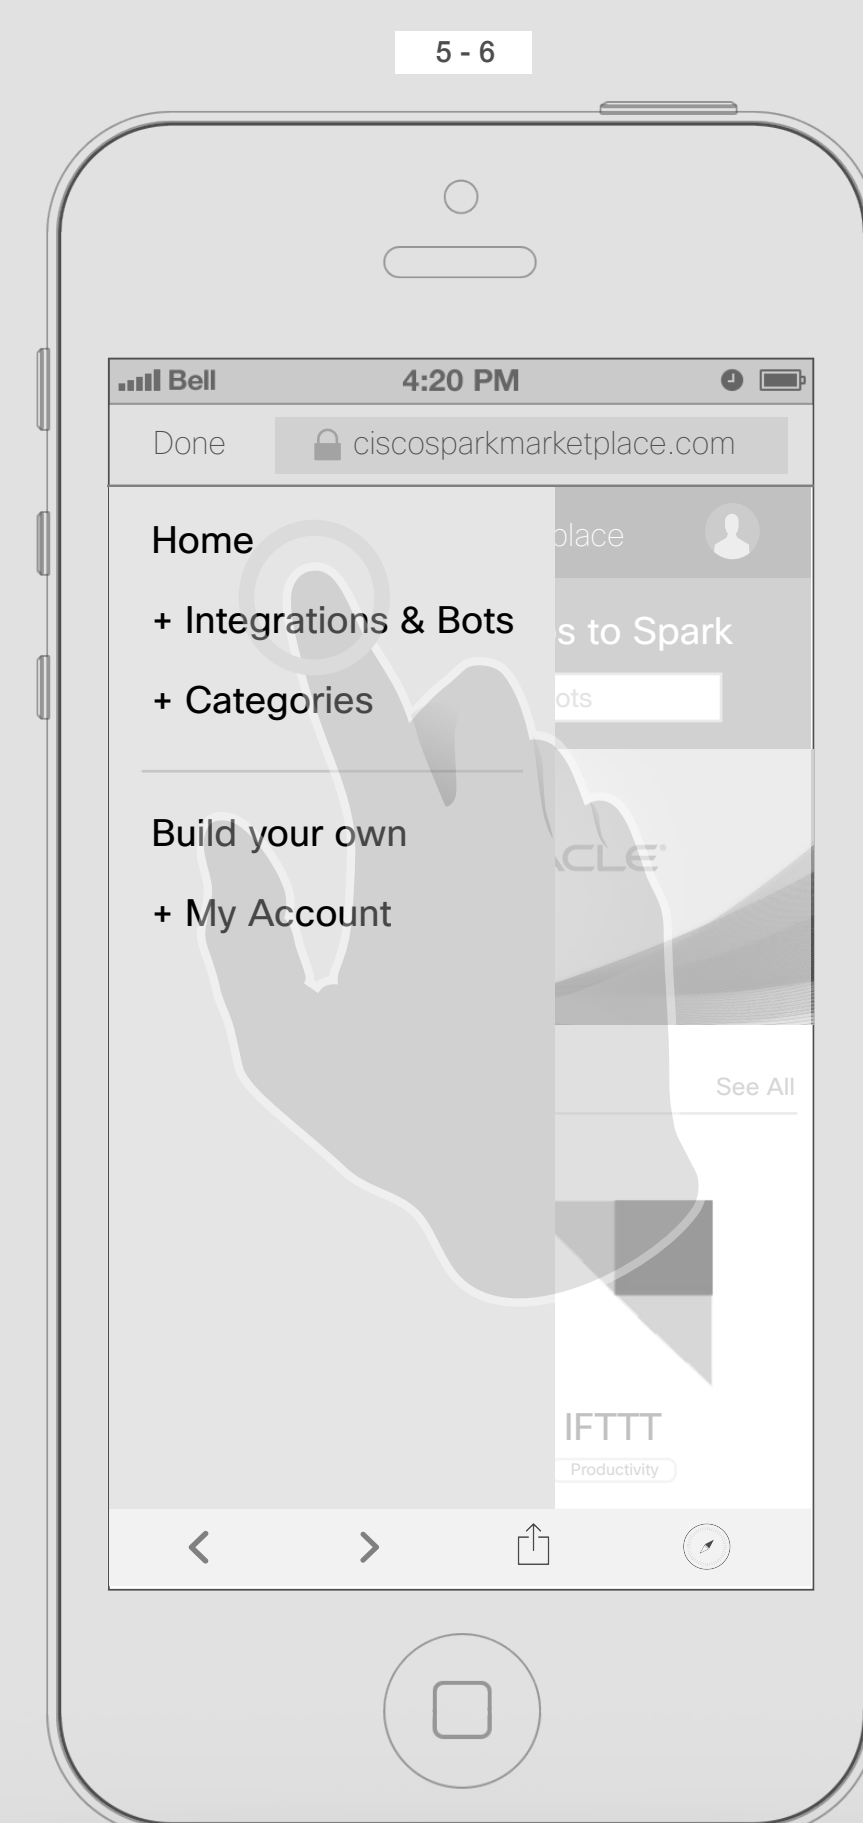 5 - 6
Bell 4:20 PM
Done ciscosparkmarketplace.com
Home place
+ Integrations & Bots s to Spark
+ Categories ots
Build your own
CLE
+ My Account
See All
IFTTT
Productivity